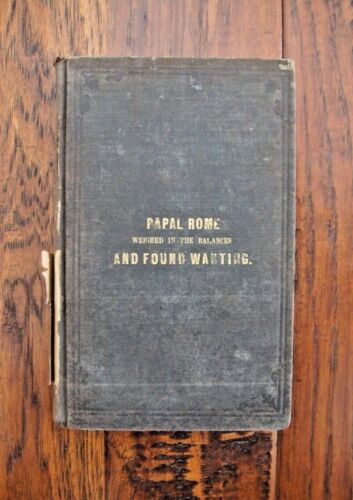 PAPAL ROME
WEIGHED IN THE BALANCES
AND FOUND WANTING.